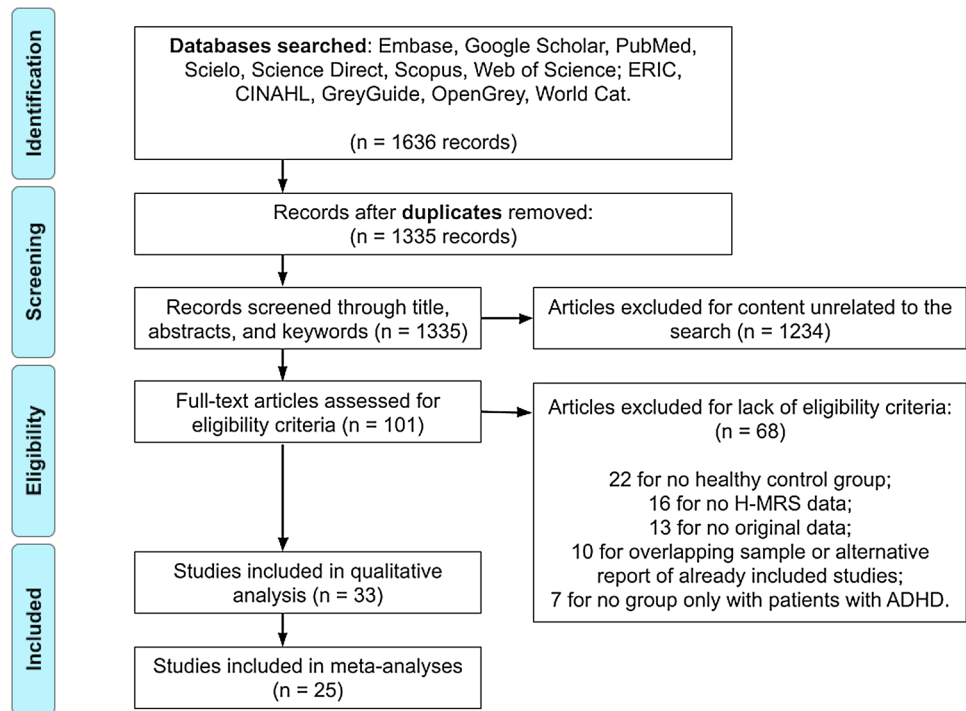 Identification
Databases searched: Embase, Google Scholar, PubMed,
Scielo, Science Direct, Scopus, Web of Science; ERIC,
CINAHL, GreyGuide, OpenGrey, World Cat.
(n = 1636 records)
Screening
Records after duplicates removed:
(n = 1335 records)
Records screened through title,
abstracts, and keywords (n = 1335)
Articles excluded for content unrelated to the
search (n = 1234)
Eligibility
Full-text articles assessed for
eligibility criteria (n = 101)
Articles excluded for lack of eligibility criteria:
(n = 68)
22 for no healthy control group;
16 for no H-MRS data;
13 for no original data;
10 for overlapping sample or alternative
report of already included studies;
7 for no group only with patients with ADHD.
Included
Studies included in qualitative
analysis (n = 33)
Studies included in meta-analyses
(n = 25)